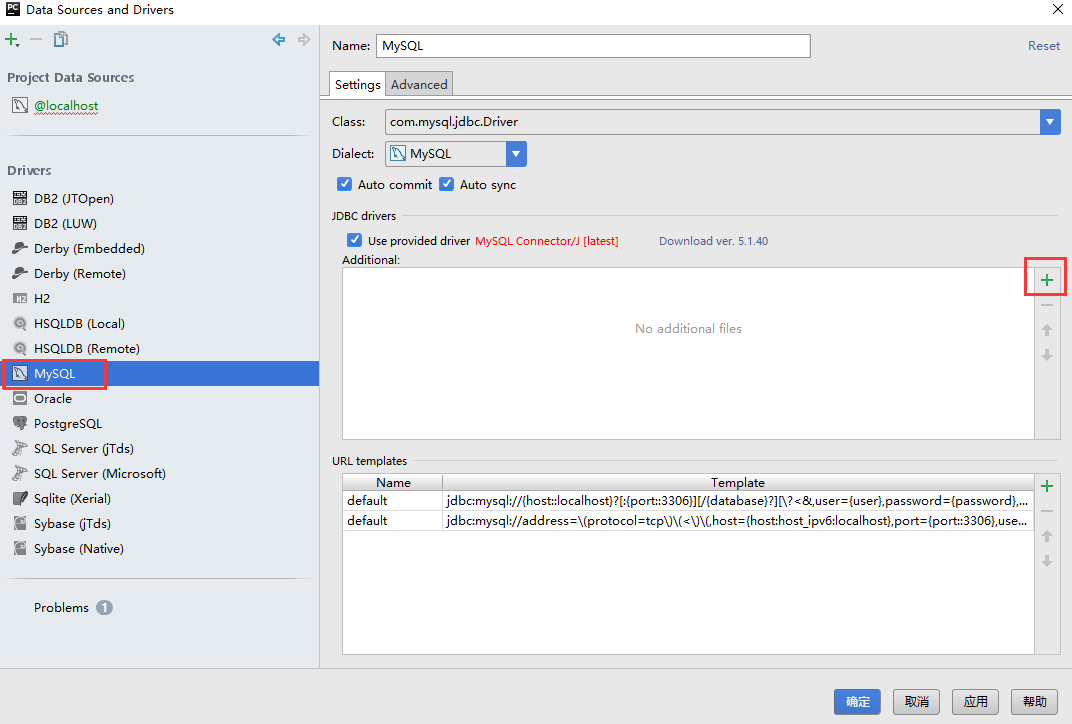 PC Data Sources and Drivers
Project Data Sources
@localhost
Drivers
DB2 (JTOpen)
DB2 (LUW)
Derby (Embedded)
Derby (Remote)
H2
HSQLDB (Local)
HSQLDB (Remote)
MySQL
Oracle
PostgreSQL
SQL Server (jTds)
SQL Server (Microsoft)
Sqlite (Xerial)
Sybase (jTds)
Sybase (Native)
Problems 1
Name: MySQL Reset
Settings Advanced
Class: com.mysql.jdbc.Driver
Dialect: MySQL
Auto commit Auto sync
JDBC drivers
Use provided driver MySQL Connector/J [latest] Download ver. 5.1.40
Additional:
No additional files
URL templates
Name Template
default jdbc:mysql://{host::localhost}?[:{port::3306}][/{database}?][\?<&,user={user},password={password},...
default jdbc:mysql://address=\(protocol=tcp\)\(<\)\(,host={host:host_ipv6:localhost},port={port::3306},use...
确定 取消 应用 帮助